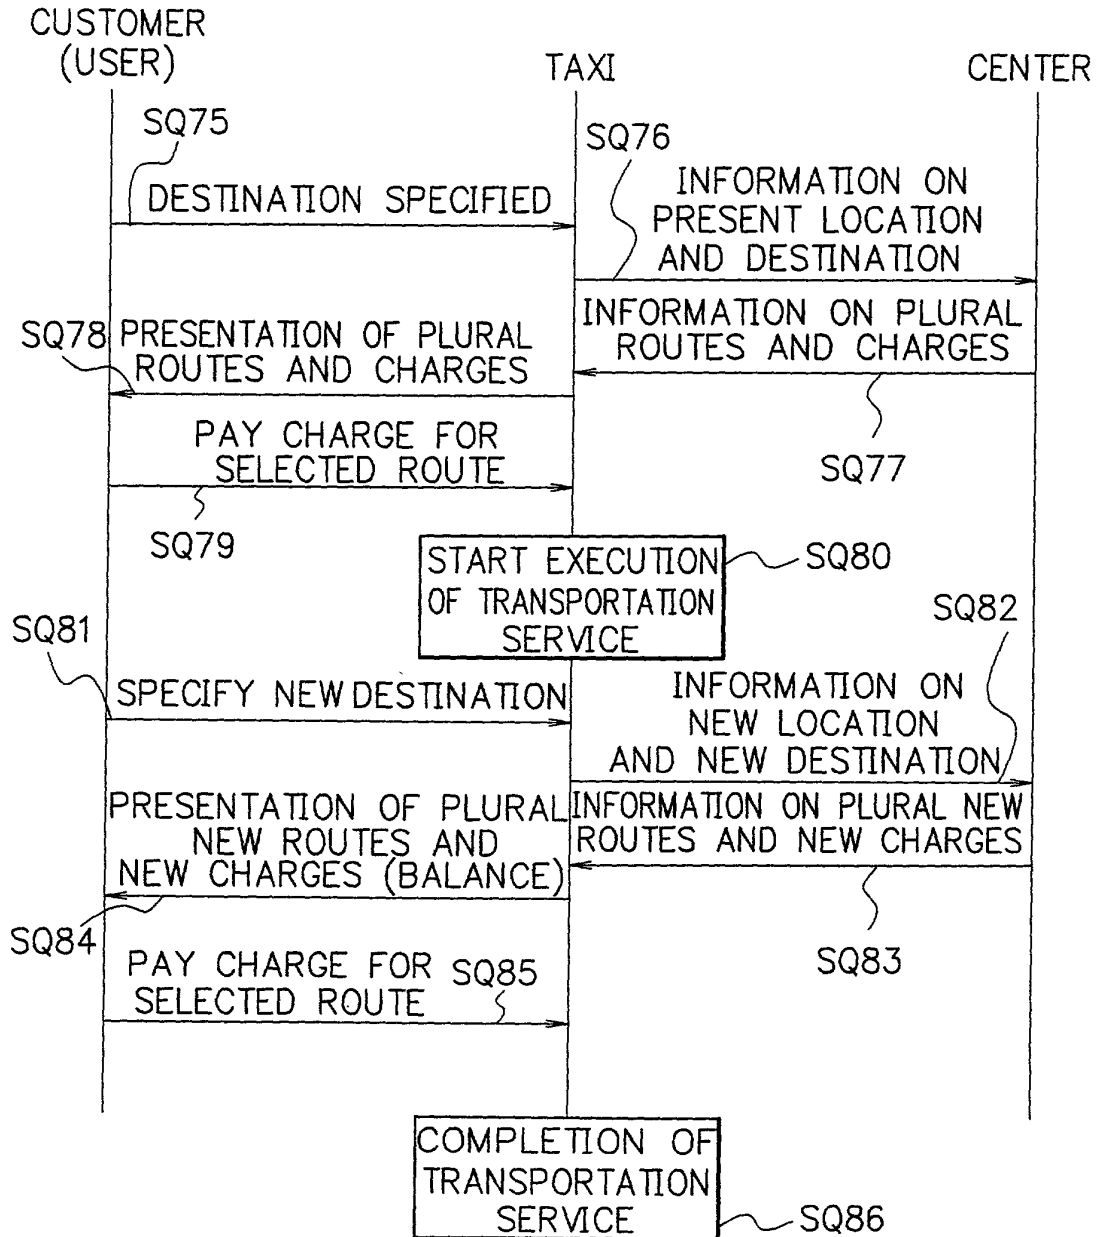 CUSTOMER
(USER)
TAXI
CENTER
SQ75
DESTINATION SPECIFIED
SQ76
INFORMATION ON
PRESENT LOCATION
AND DESTINATION
INFORMATION ON PLURAL
ROUTES AND CHARGES
SQ77
SQ78
PRESENTATION OF PLURAL
ROUTES AND CHARGES
PAY CHARGE FOR
SELECTED ROUTE
SQ79
START EXECUTION
OF TRANSPORTATION
SERVICE
SQ80
SQ81
SPECIFY NEW DESTINATION
SQ82
INFORMATION ON
NEW LOCATION
AND NEW DESTINATION
INFORMATION ON PLURAL NEW
ROUTES AND NEW CHARGES
SQ83
PRESENTATION OF PLURAL
NEW ROUTES AND
NEW CHARGES (BALANCE)
SQ84
PAY CHARGE FOR
SELECTED ROUTE
SQ85
COMPLETION OF
TRANSPORTATION
SERVICE
SQ86